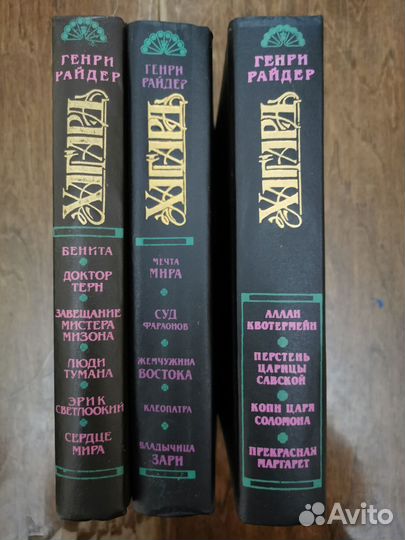 ГЕНРИ
РАЙДЕР
ХАГГАРД
БЕНИТА
ДОКТОР
ТЕРН
ЗАВЕЩАНИЕ
МИСТЕРА
МИЗОНА
ЛЮДИ
ТУМАНА
ЭРИК
СВЕТЛООКИЙ
СЕРДЦЕ
МИРА
ГЕНРИ
РАЙДЕР
ХАГГАРД
МЕЧТА
МИРА
СУД
ФАРАОНОВ
ЖЕМЧУЖИНА
ВОСТОКА
КЛЕОПАТРА
ВЛАДЫЧИЦА
ЗАРИ
ГЕНРИ
РАЙДЕР
ХАГГАРД
АЛЛАН
КВОТЕРМЕЙН
ПЕРСТЕНЬ
ЦАРИЦЫ
САВСКОЙ
КОПИ ЦАРЯ
СОЛОМОНА
ПРЕКРАСНАЯ
МАРГАРЕТ
Avito